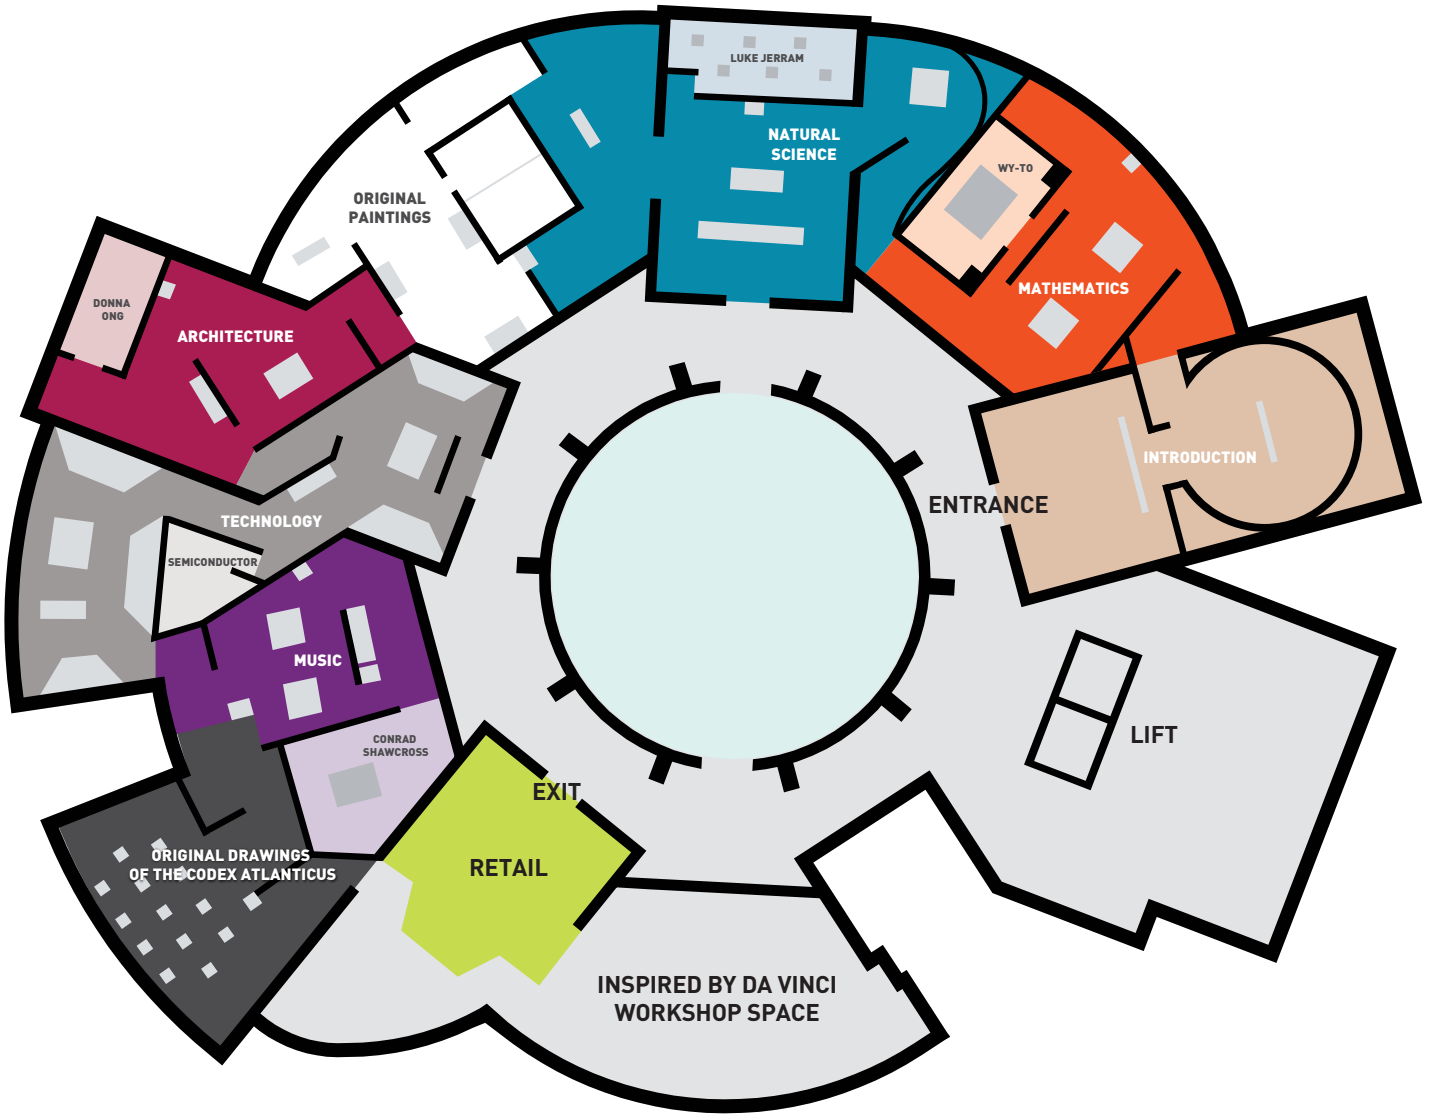 LUKE JERRAM
NATURAL
SCIENCE
WY-TO
ORIGINAL
PAINTINGS
MATHEMATICS
DONNA
ONG
ARCHITECTURE
INTRODUCTION
ENTRANCE
TECHNOLOGY
SEMICONDUCTOR
MUSIC
CONRAD
SHAWCROSS
LIFT
EXIT
RETAIL
ORIGINAL DRAWINGS
OF THE CODEX ATLANTICUS
INSPIRED BY DA VINCI
WORKSHOP SPACE